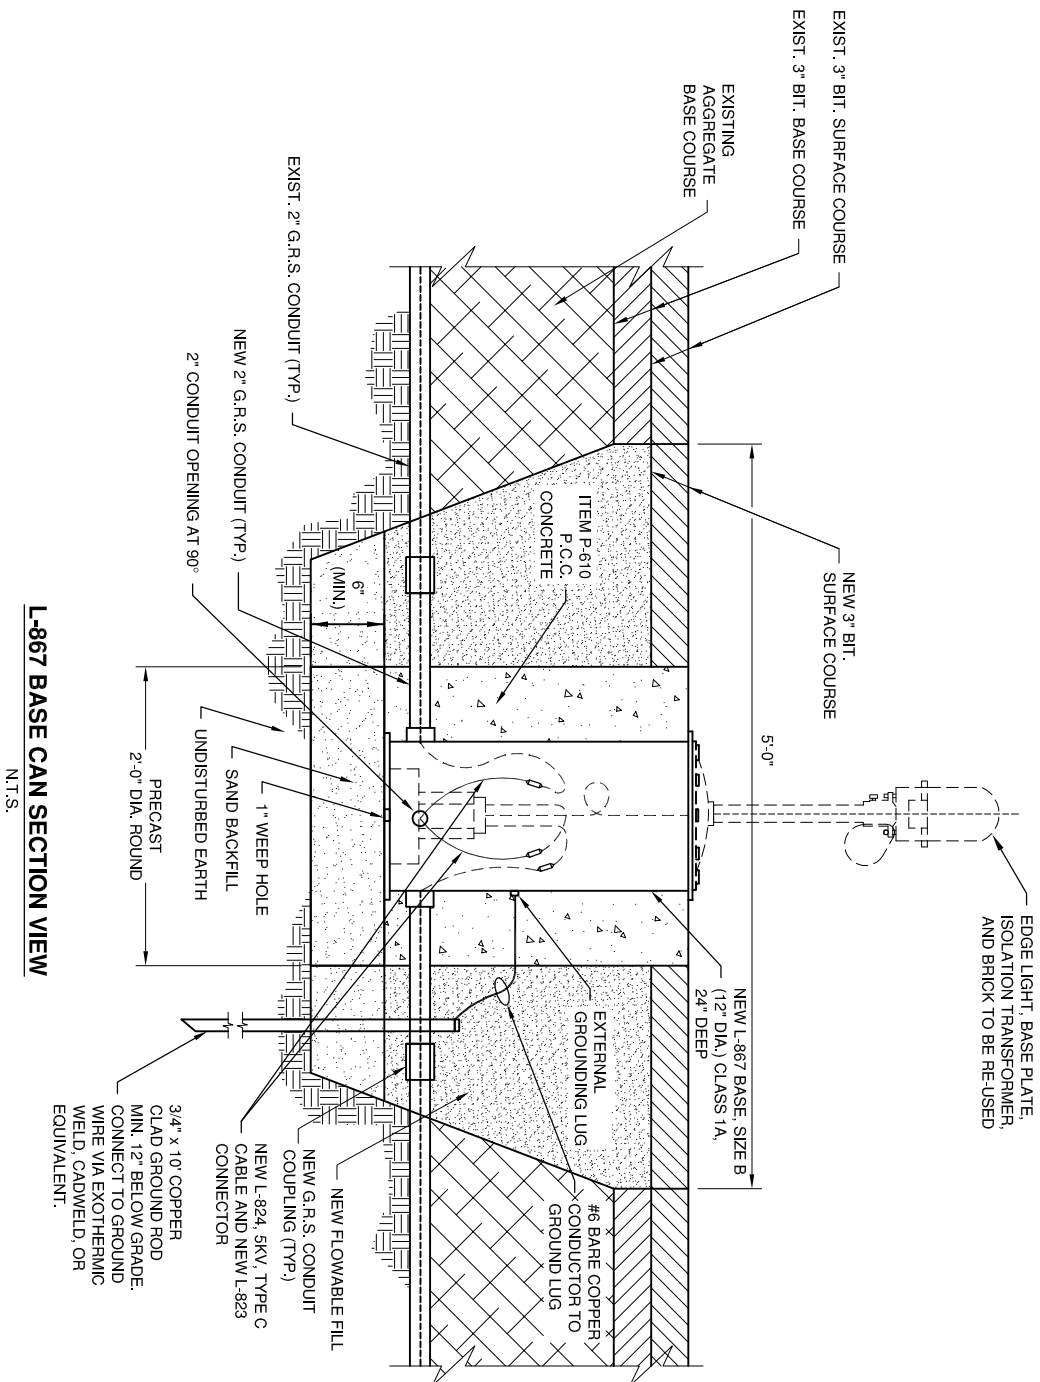 EDGE LIGHT, BASE PLATE,
ISOLATION TRANSFORMER,
AND BRICK TO BE RE-USED
EXIST. 3" BIT. SURFACE COURSE
EXIST. 3" BIT. BASE COURSE
EXISTING
AGGREGATE
BASE COURSE
NEW 3" BIT.
SURFACE COURSE
5'-0"
NEW L-867 BASE, SIZE B
(12" DIA.) CLASS 1A,
24" DEEP
ITEM P-610
P.C.C.
CONCRETE
EXTERNAL
GROUNDING LUG
#6 BARE COPPER
CONDUCTOR TO
GROUND LUG
6"
(MIN.)
EXIST. 2" G.R.S. CONDUIT (TYP.)
NEW 2" G.R.S. CONDUIT (TYP.)
2" CONDUIT OPENING AT 90°
NEW FLOWABLE FILL
NEW G.R.S. CONDUIT
COUPLING (TYP.)
NEW L-824, 5KV, TYPE C
CABLE AND NEW L-823
CONNECTOR
1" WEEP HOLE
SAND BACKFILL
UNDISTURBED EARTH
3/4" x 10' COPPER
CLAD GROUND ROD
MIN. 12" BELOW GRADE.
CONNECT TO GROUND
WIRE VIA EXOTHERMIC
WELD, CADWELD, OR
EQUIVALENT.
PRECAST
2'-0" DIA. ROUND
L-867 BASE CAN SECTION VIEW
N.T.S.